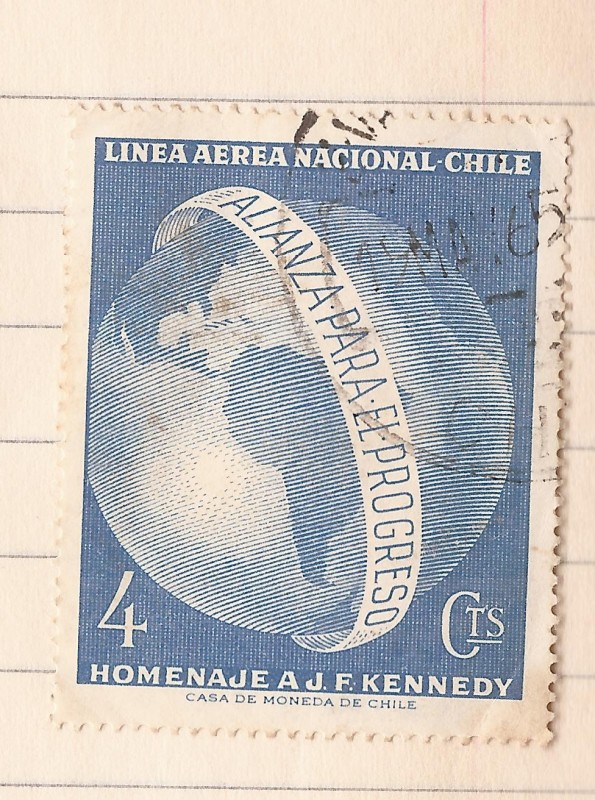 LINEA AEREA NACIONAL-CHILE
ALIANZA PARA·EL PROGRESO
4 CTS
HOMENAJE A J. F. KENNEDY
CASA DE MONEDA DE CHILE